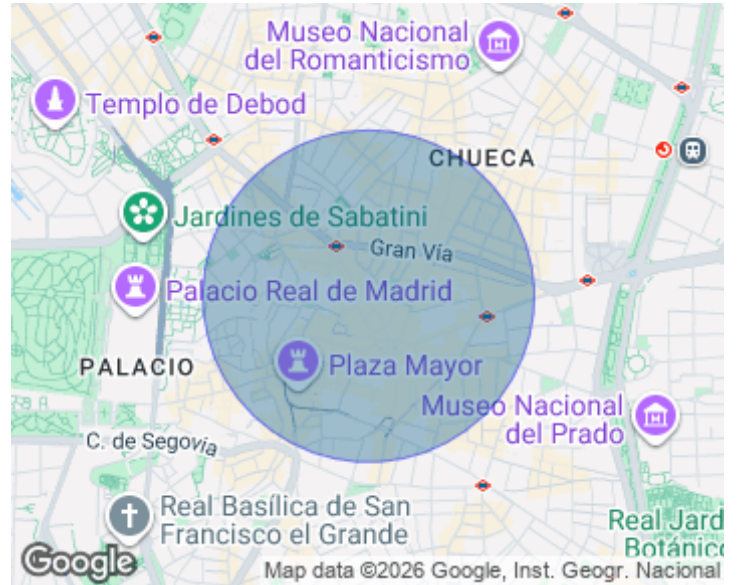 Museo Nacional
del Romanticismo
Templo de Debod
CHUECA
Jardines de Sabatini
Gran Vía
Palacio Real de Madrid
PALACIO
Plaza Mayor
Museo Nacional
del Prado
C. de Segovia
Real Basílica de San
Francisco el Grande
Real Jard
Botánico
Google
Map data ©2026 Google, Inst. Geogr. Nacional